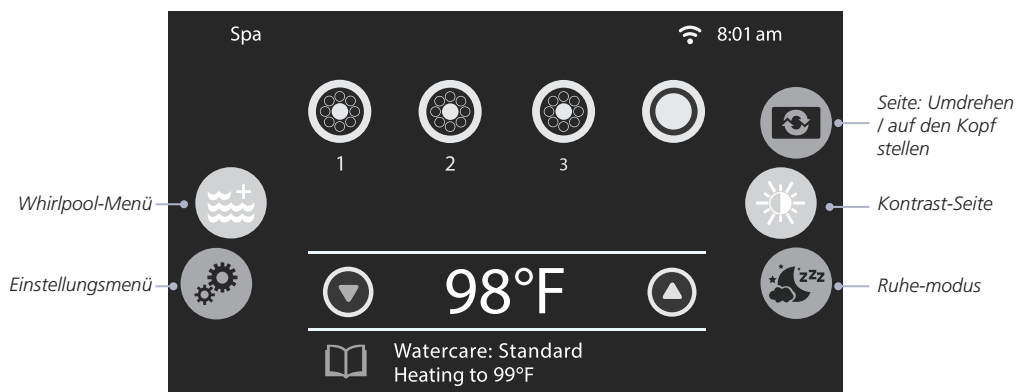 Spa
8:01 am
1 2 3
Seite: Umdrehen
/ auf den Kopf
stellen
Whirlpool-Menü
Kontrast-Seite
Einstellungsmenü
98°F
zzz
Ruhe-modus
Watercare: Standard
Heating to 99°F